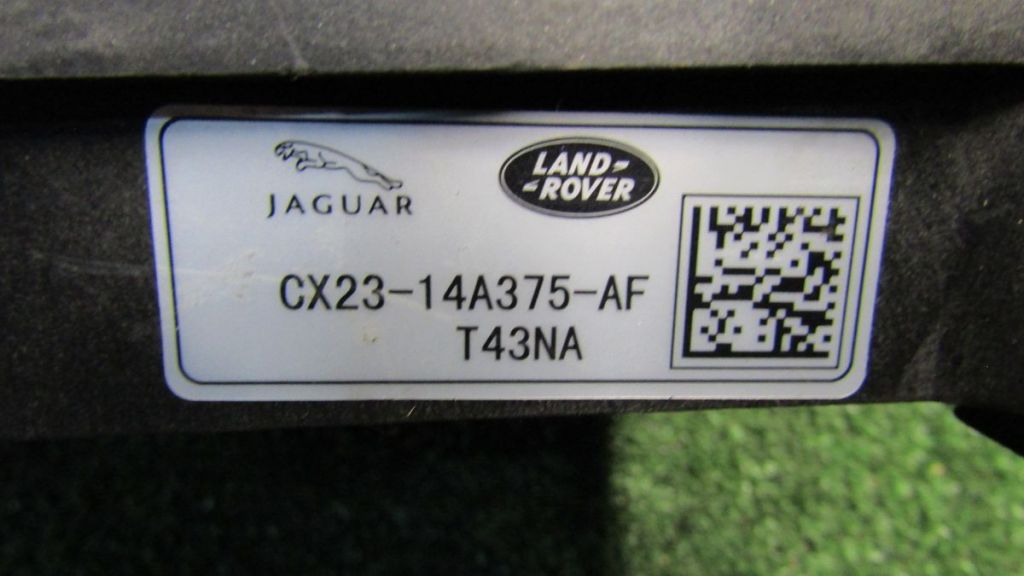 JAGUAR
LAND-
-ROVER
CX23-14A375-AF
T43NA